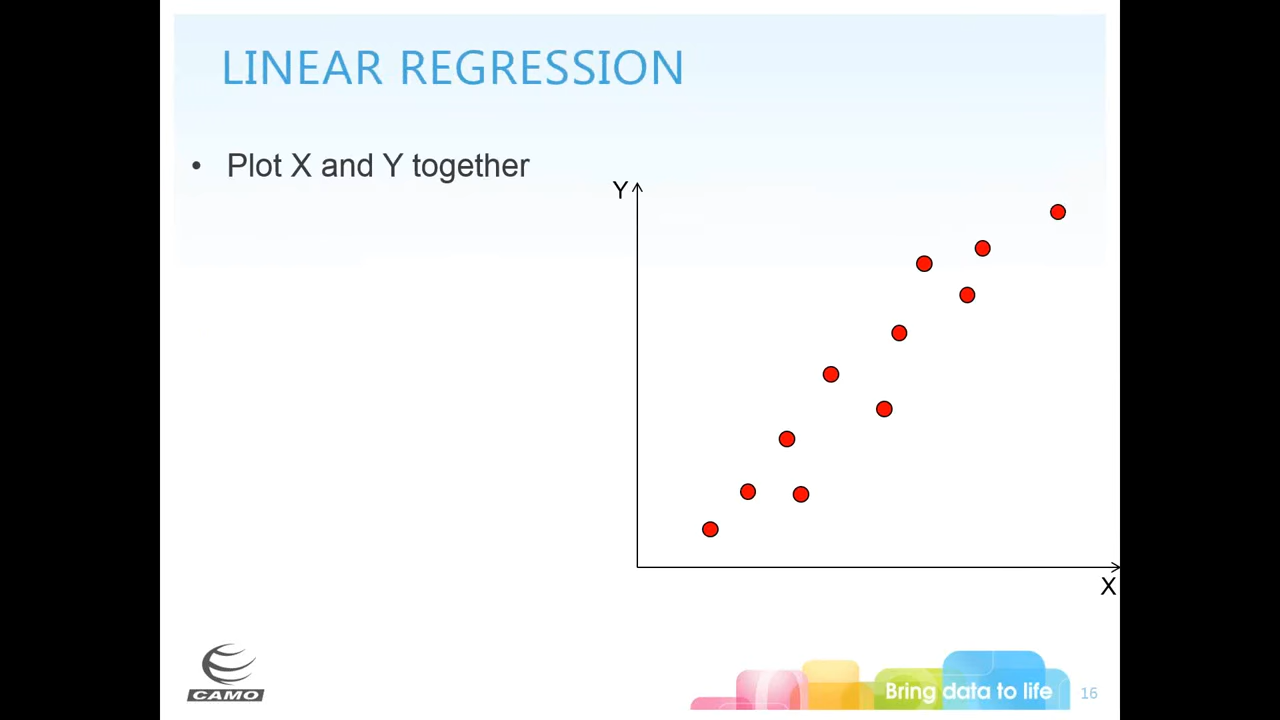 LINEAR REGRESSION
• Plot X and Y together
Y
X
CAMO
Bring data to life
16